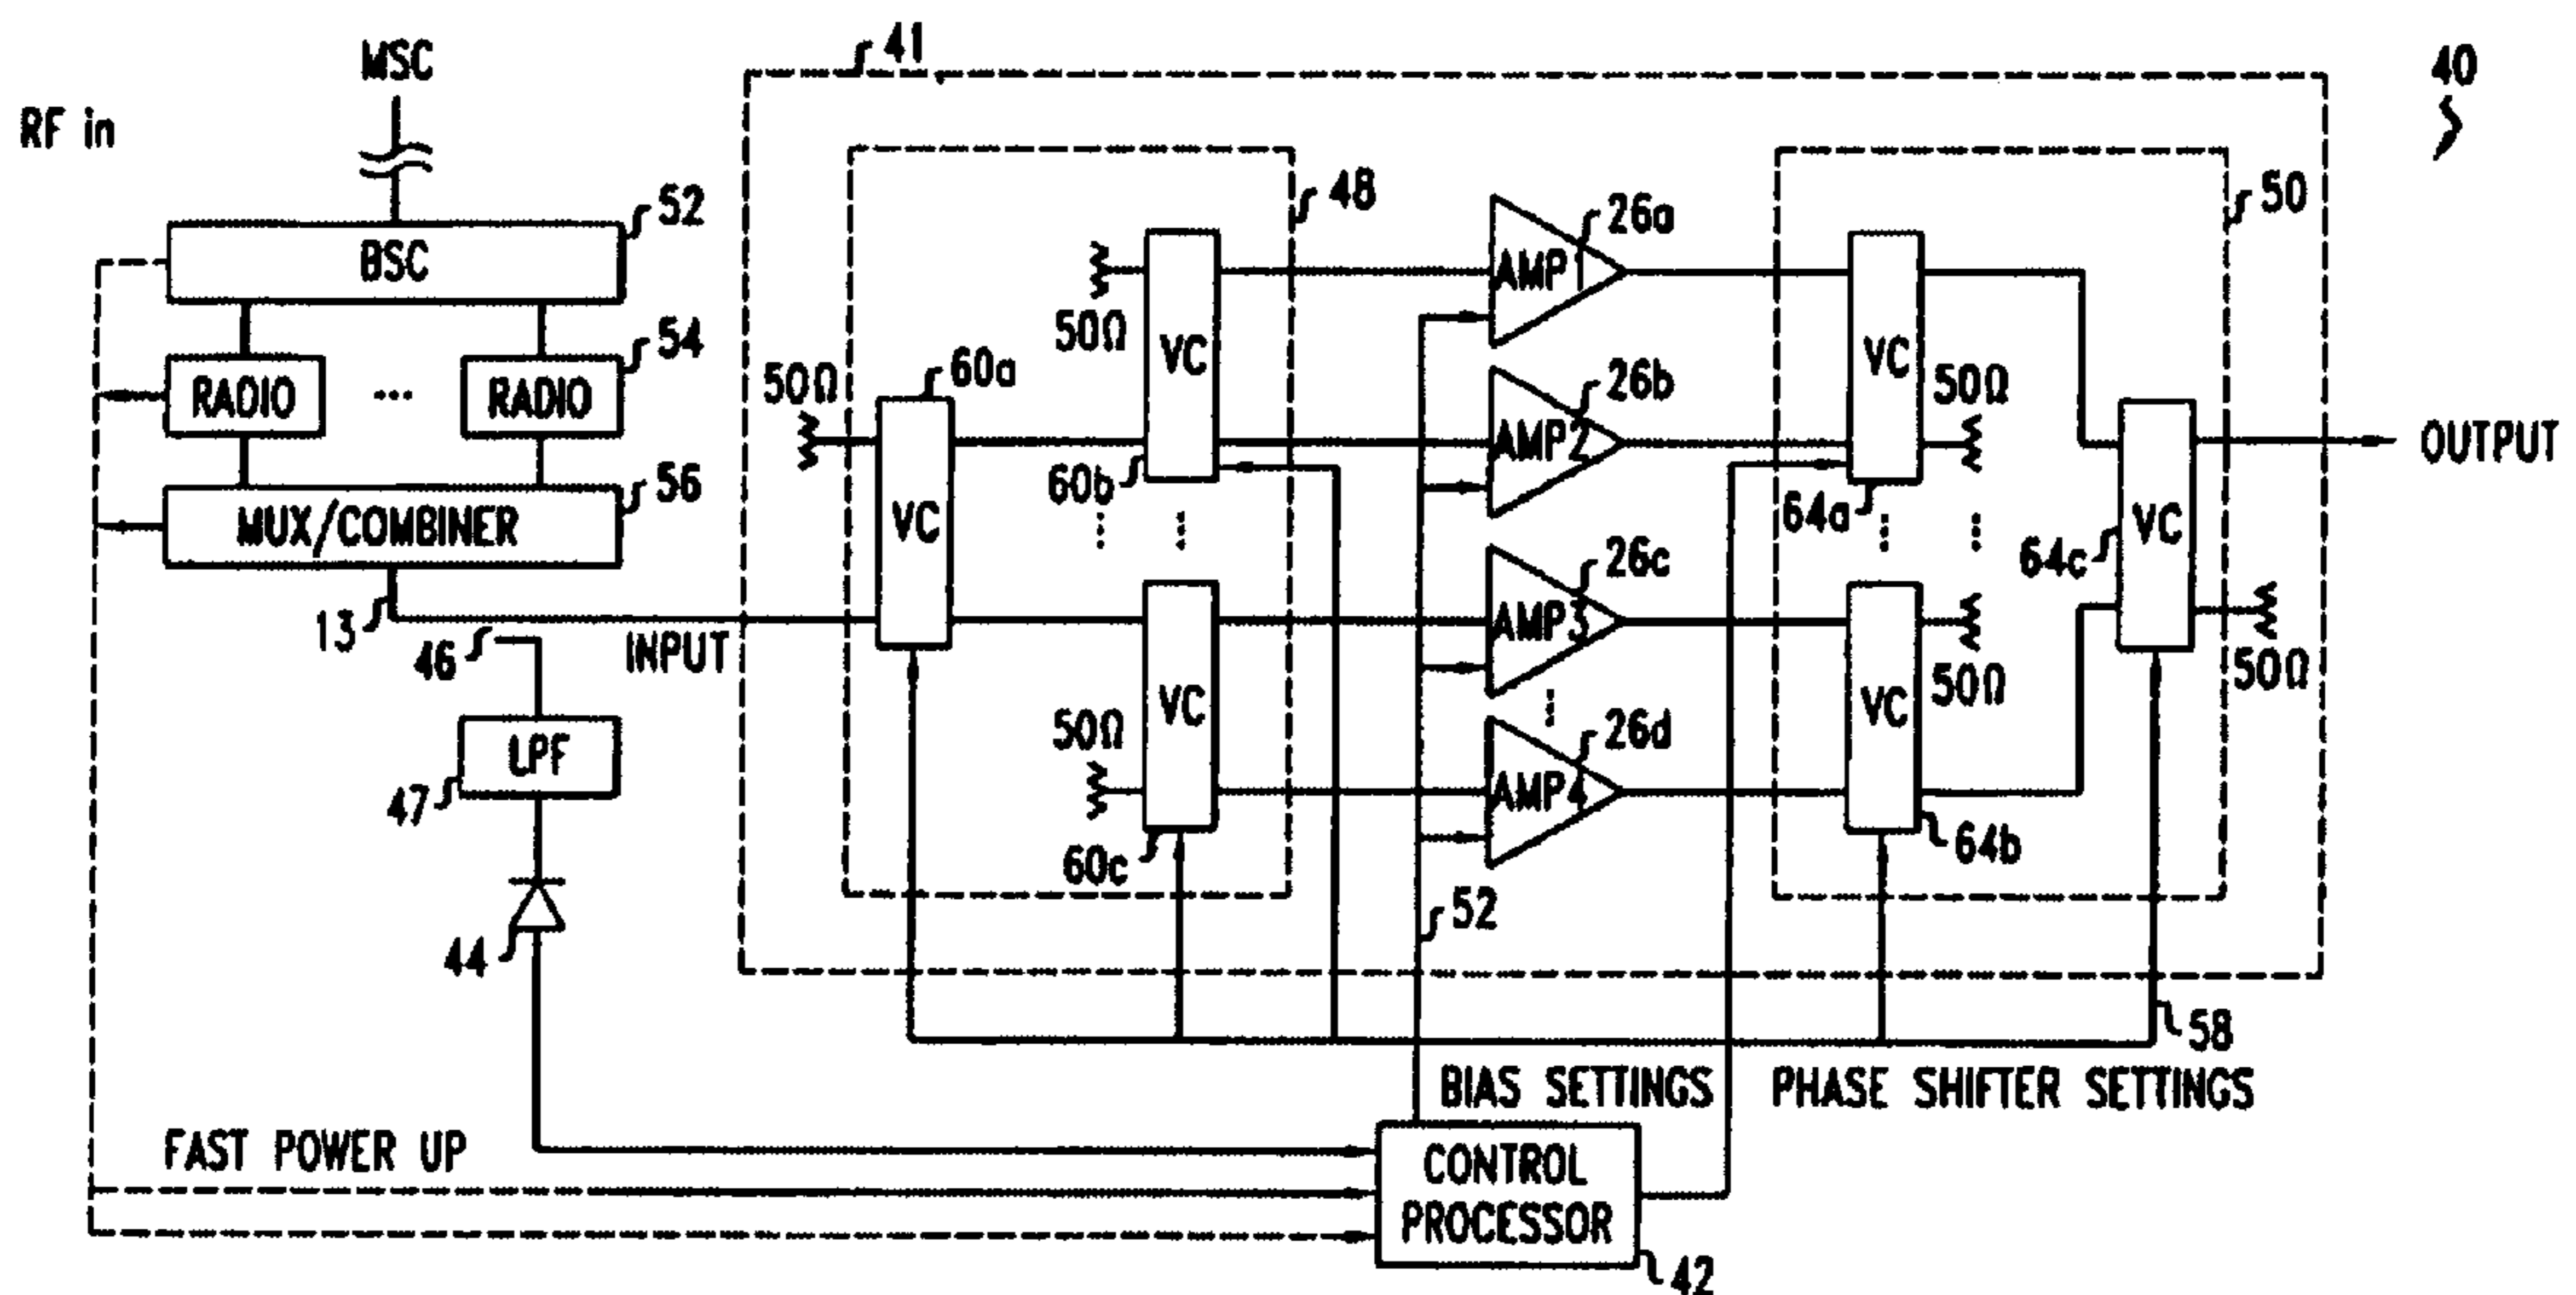 MSC
RF in
41
40
52
BSC
54
RADIO
...
RADIO
56
MUX/COMBINER
13
INPUT
46
LPF
47
44
48
50Ω
60a
VC
50Ω
VC
60b
50Ω
VC
60c
26a
AMP 1
26b
AMP2
26c
AMP3
26d
AMP4
52
50
VC
50Ω
64a
VC
50Ω
64b
64c
VC
50Ω
OUTPUT
58
BIAS SETTINGS
PHASE SHIFTER SETTINGS
FAST POWER UP
CONTROL
PROCESSOR
42